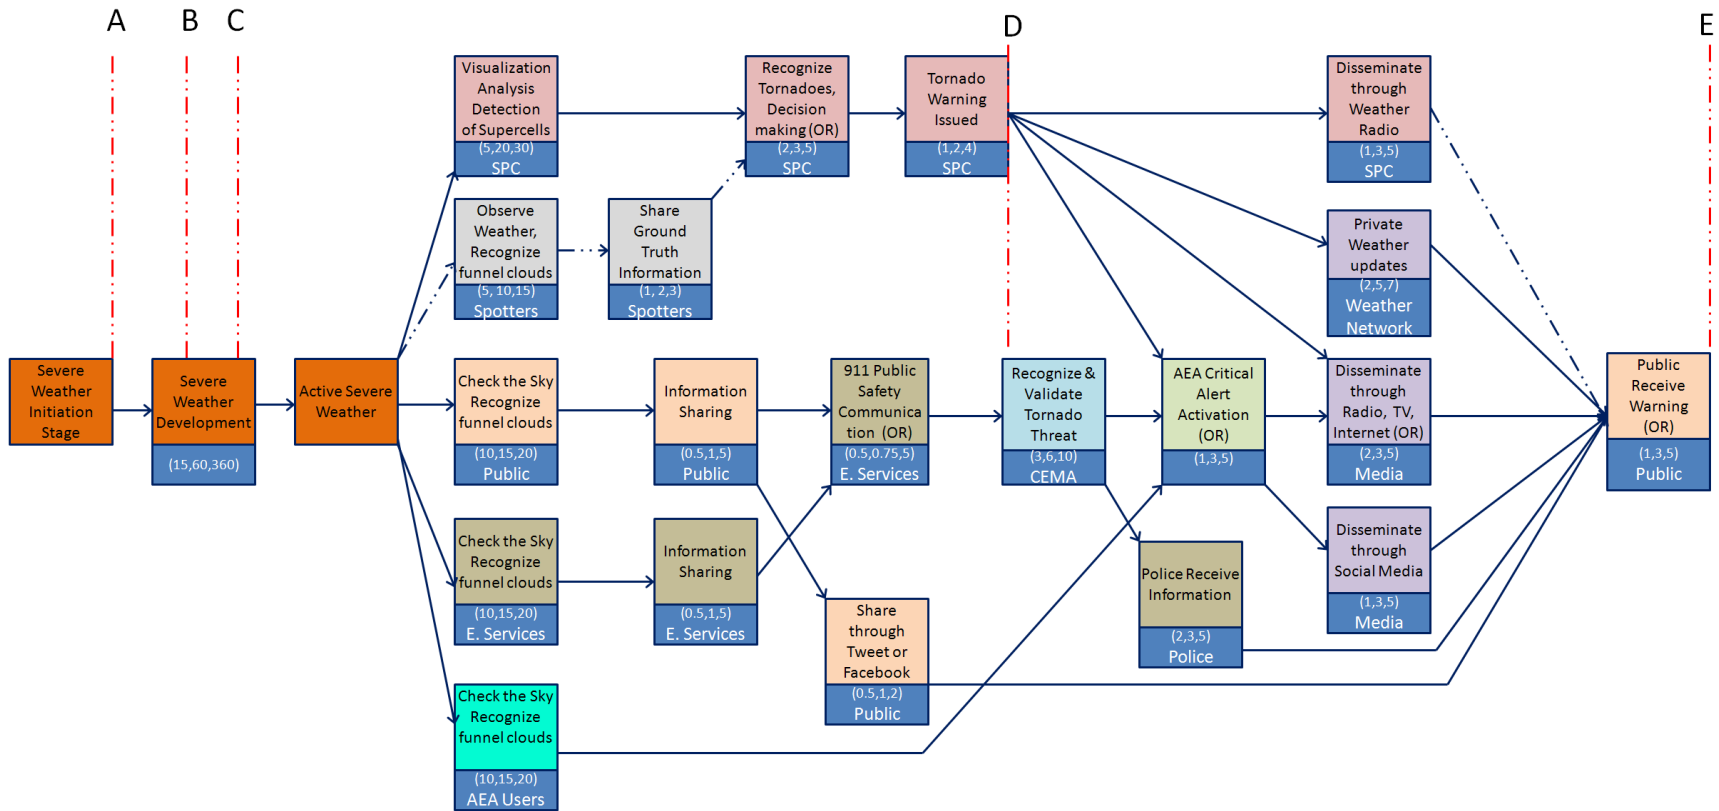 A
B
C
D
E
Severe
Weather
Initiation
Stage
Severe
Weather
Development
(15,60,360)
Active Severe
Weather
Visualization
Analysis
Detection
of Supercells
(5,20,30)
SPC
Recognize
Tornadoes,
Decision
making (OR)
(2,3,5)
SPC
Tornado
Warning
Issued
(1,2,4)
SPC
Disseminate
through
Weather
Radio
(1,3,5)
SPC
Observe
Weather,
Recognize
funnel clouds
(5, 10,15)
Spotters
Share
Ground
Truth
Information
(1, 2,3)
Spotters
Private
Weather
updates
(2,5,7)
Weather
Network
Check the Sky
Recognize
funnel clouds
(10,15,20)
Public
Information
Sharing
(0.5,1,5)
Public
911 Public
Safety
Communica
tion (OR)
(0.5,0.75,5)
E. Services
Recognize &
Validate
Tornado
Threat
(3,6,10)
CEMA
AEA Critical
Alert
Activation
(OR)
(1,3,5)
Disseminate
through
Radio, TV,
Internet (OR)
(2,3,5)
Media
Public
Receive
Warning
(OR)
(1,3,5)
Public
Check the Sky
Recognize
funnel clouds
(10,15,20)
E. Services
Information
Sharing
(0.5,1,5)
E. Services
Share
through
Tweet or
Facebook
(0.5,1,2)
Public
Police Receive
Information
(2,3,5)
Police
Disseminate
through
Social Media
(1,3,5)
Media
Check the Sky
Recognize
funnel clouds
(10,15,20)
AEA Users